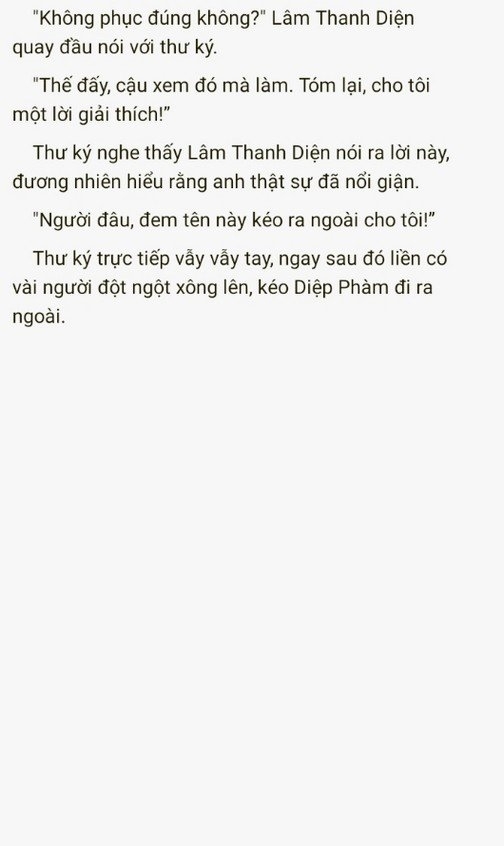 "Không phục đúng không?" Lâm Thanh Diện
quay đầu nói với thư ký.
"Thế đấy, cậu xem đó mà làm. Tóm lại, cho tôi
một lời giải thích!”
Thư ký nghe thấy Lâm Thanh Diện nói ra lời này,
đương nhiên hiểu rằng anh thật sự đã nổi giận.
"Người đâu, đem tên này kéo ra ngoài cho tôi!”
Thư ký trực tiếp vẫy vẫy tay, ngay sau đó liền có
vài người đột ngột xông lên, kéo Diệp Phàm đi ra
ngoài.